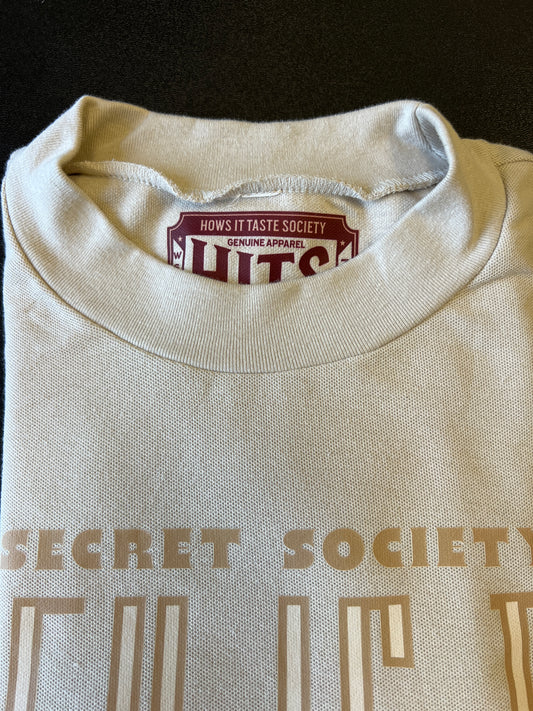 HOWS IT TASTE SOCIETY
GENUINE APPAREL
HITS
SECRET SOCIETY